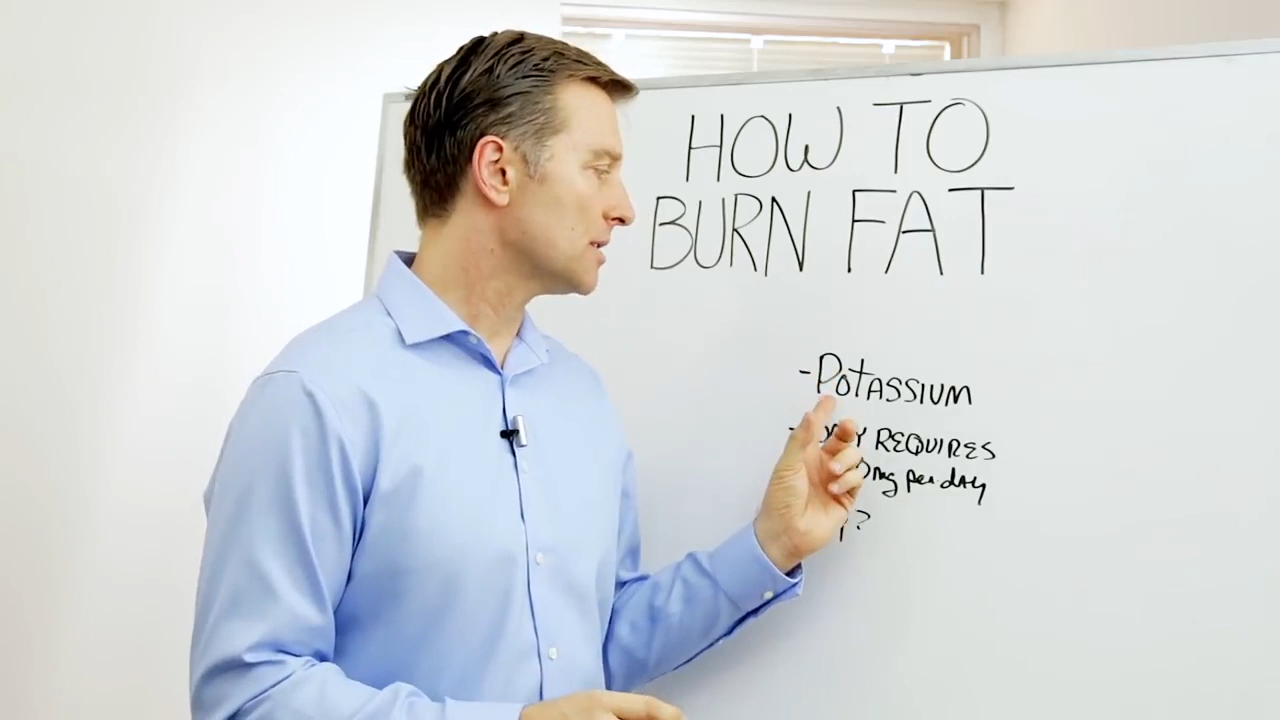 HOW TO
BURN FAT
-POTASSIUM
- REQUIRES
mg per day
?